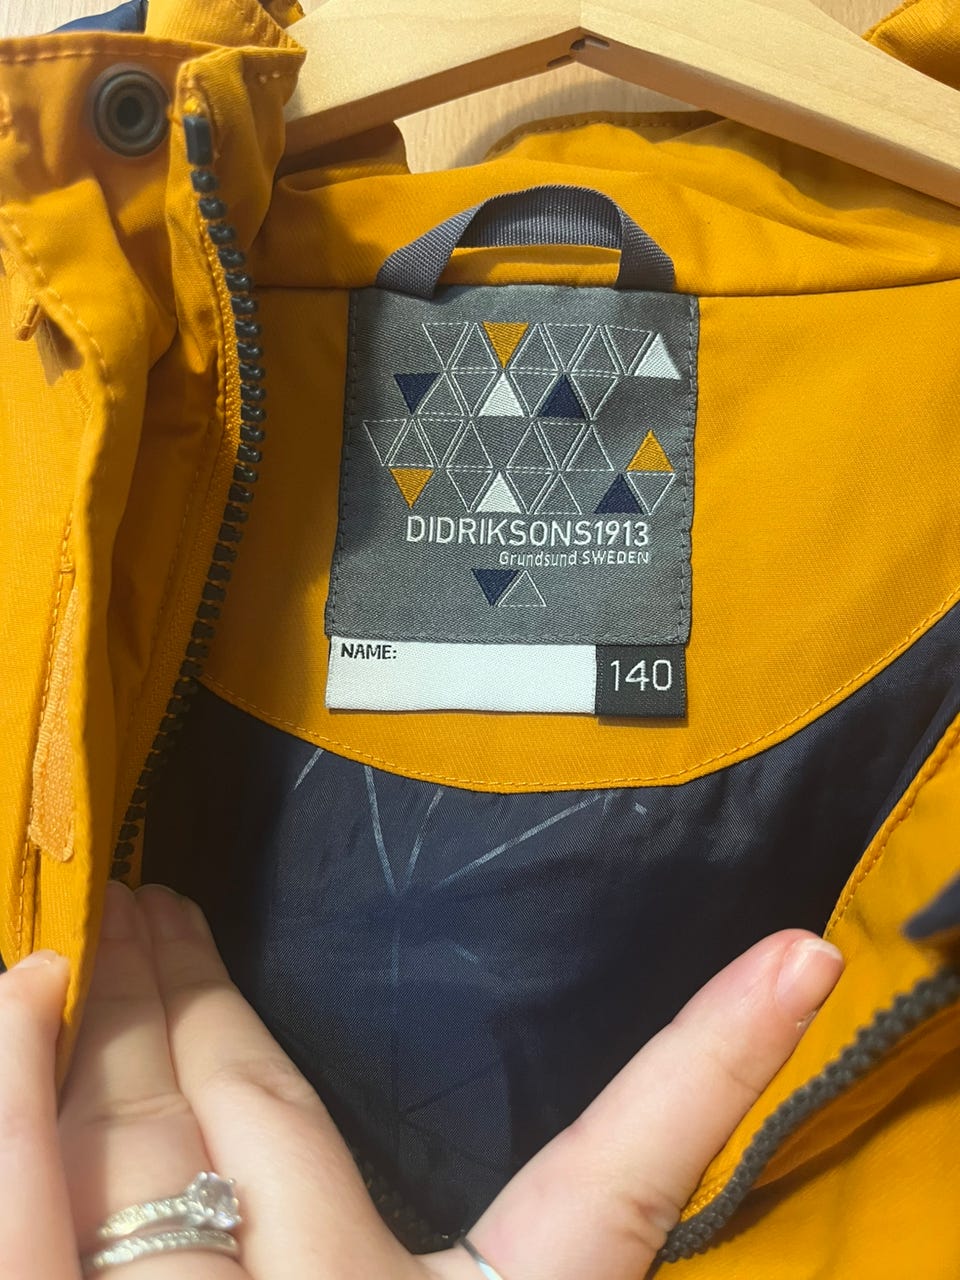 DIDRIKSONS1913
Grundsund SWEDEN
NAME:
140